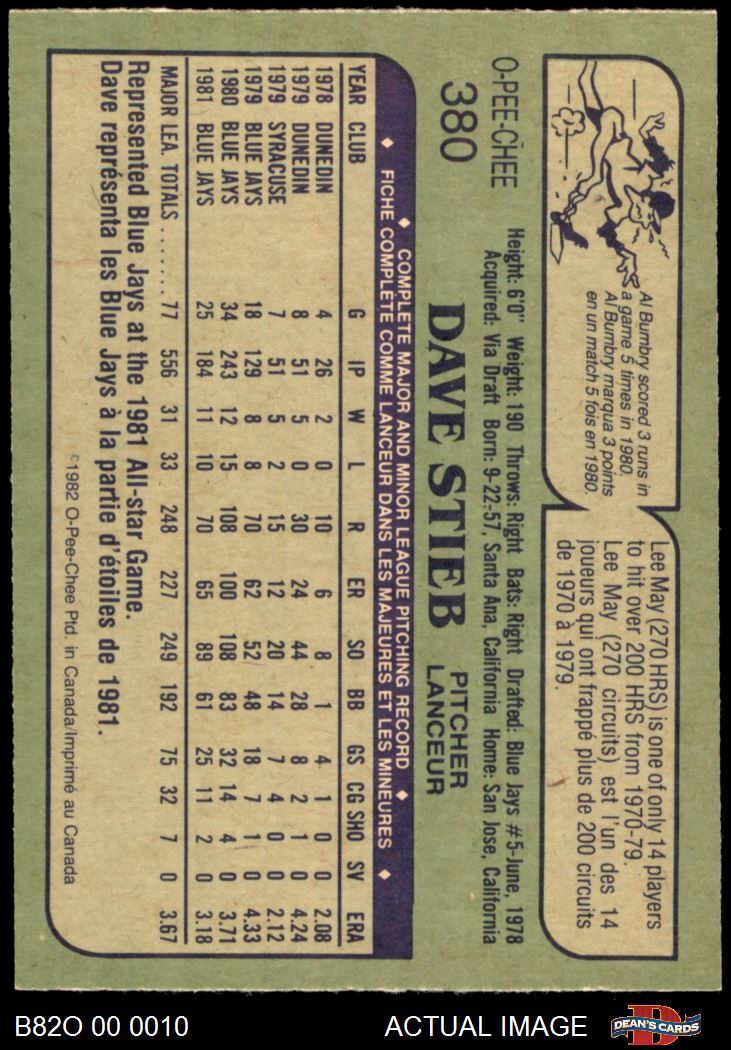 O-PEE-CHEE
380
DAVE STIEB
PITCHER
LANCEUR
Height: 6'0" Weight: 190 Throws: Right Bats: Right Drafted: Blue Jays #5-June, 1978
Acquired: Via Draft Born: 9-22-57, Santa Ana, California Home: San Jose, California
Al Bumbry scored 3 runs in
a game 5 times in 1980.
Al Bumbry marqua 3 points
en un match 5 fois en 1980.
Lee May (270 HRS) is one of only 14 players
to hit over 200 HRS from 1970-79.
Lee May (270 circuits) est l'un des 14
joueurs qui ont frappé plus de 200 circuits
de 1970 à 1979.
♦ COMPLETE MAJOR AND MINOR LEAGUE PITCHING RECORD ♦
♦ FICHE COMPLÈTE COMME LANCEUR DANS LES MAJEURES ET LES MINEURES ♦
YEAR CLUB G IP W L R ER SO BB GS CG SHO SV ERA
1978 DUNEDIN 4 26 2 0 10 6 8 1 4 1 0 0 2.08
1979 DUNEDIN 8 51 5 0 30 24 44 28 8 2 1 0 4.24
1979 SYRACUSE 7 51 5 2 15 12 20 14 7 4 0 0 2.12
1979 BLUE JAYS 18 129 8 8 70 62 52 48 18 7 1 0 4.33
1980 BLUE JAYS 34 243 12 15 108 100 108 83 32 14 4 0 3.71
1981 BLUE JAYS 25 184 11 10 70 65 89 61 25 11 2 0 3.18
MAJOR LEA. TOTALS ....... 77 556 31 33 248 227 249 192 75 32 7 0 3.67
Represented Blue Jays at the 1981 All-star Game.
Dave représenta les Blue Jays à la partie d'étoiles de 1981.
©1982 O-Pee-Chee Ptd. in Canada/Imprimé au Canada
B82O 00 0010
ACTUAL IMAGE
DEAN'S CARDS